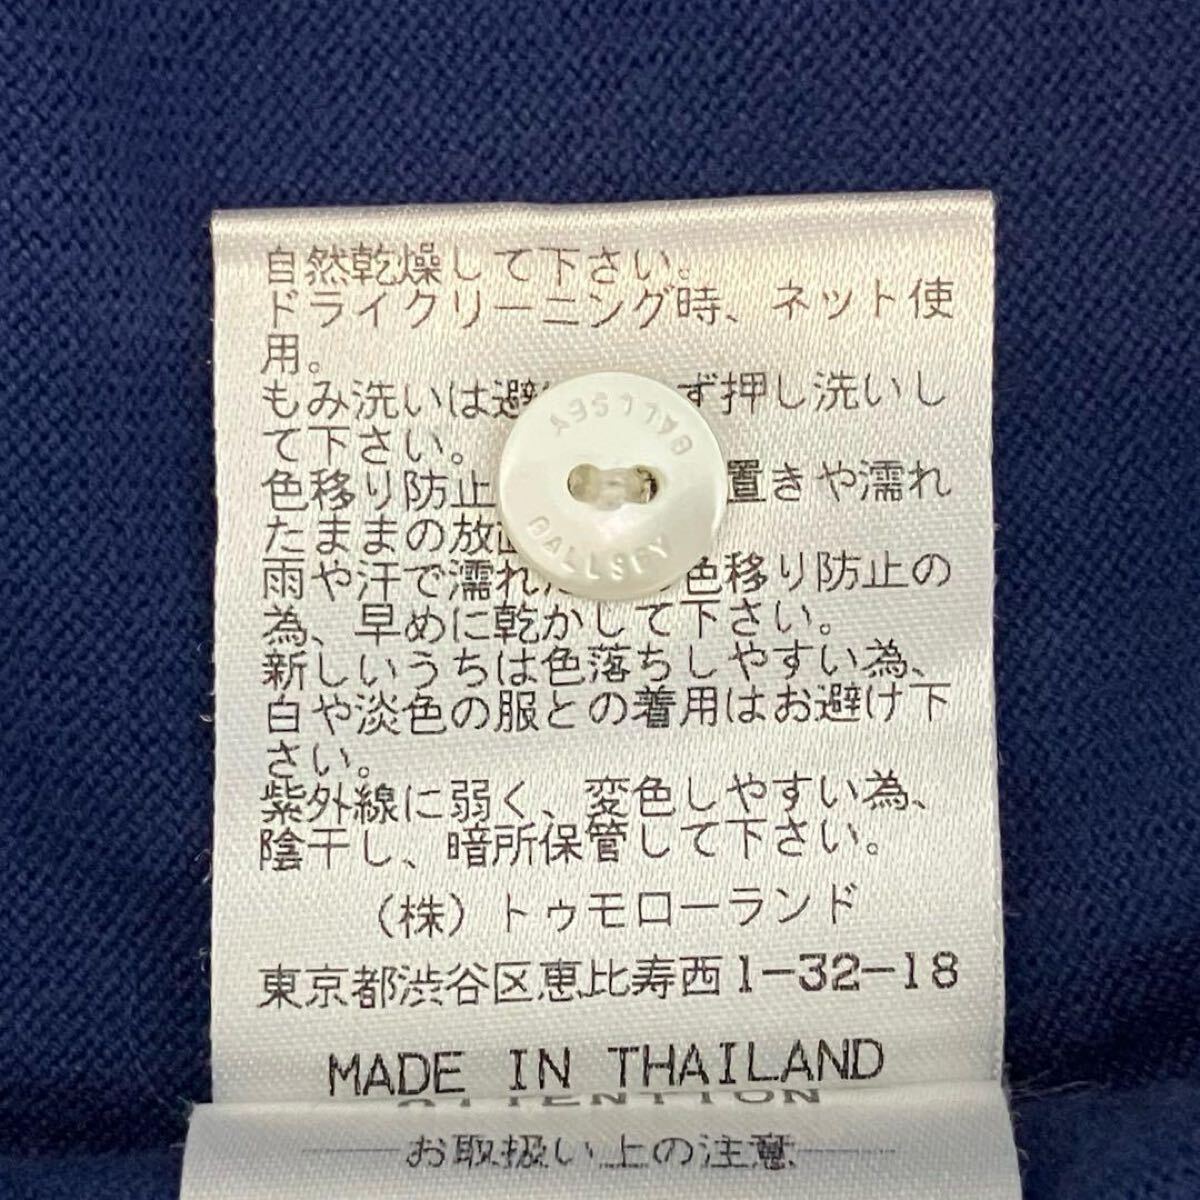 自然乾燥して下さい。
ドライクリーニング時、ネット使
用。
もみ洗いは避 ず押し洗いし
て下さい。
色移り防止 置きや濡れ
たままの放
雨や汗で濡れた 色移り防止の
為、早めに乾かして下さい。
新しいうちは色落ちしやすい為、
白や淡色の服との着用はお避け下
さい。
紫外線に弱く、変色しやすい為、
陰干し、暗所保管して下さい。
(株)トゥモローランド
東京都渋谷区恵比寿西1-32-18
MADE IN THAILAND
ATTENTION
お取扱い上の注意
BALLSEY
BALLSEY